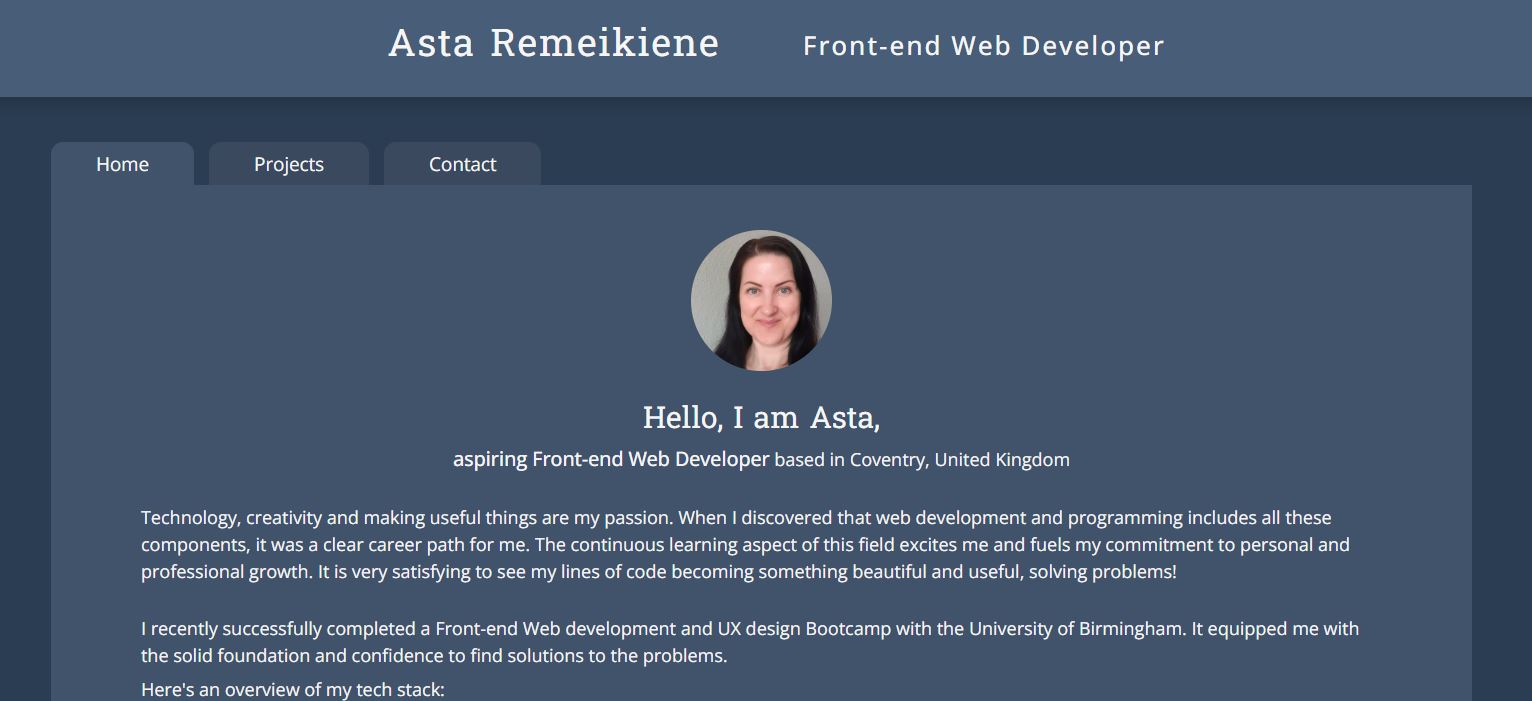 Asta Remeikiene Front-end Web Developer
Home Projects Contact
Hello, I am Asta,
aspiring Front-end Web Developer based in Coventry, United Kingdom
Technology, creativity and making useful things are my passion. When I discovered that web development and programming includes all these
components, it was a clear career path for me. The continuous learning aspect of this field excites me and fuels my commitment to personal and
professional growth. It is very satisfying to see my lines of code becoming something beautiful and useful, solving problems!
I recently successfully completed a Front-end Web development and UX design Bootcamp with the University of Birmingham. It equipped me with
the solid foundation and confidence to find solutions to the problems.
Here's an overview of my tech stack: